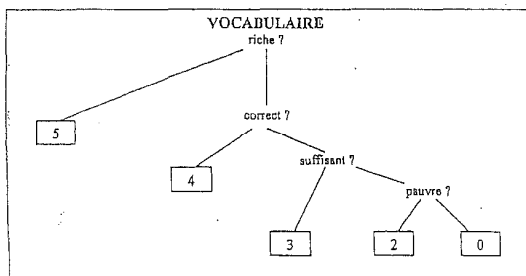 VOCABULAIRE
riche ?
correct ?
5
suffisant ?
4
pauvre ?
3
2
0